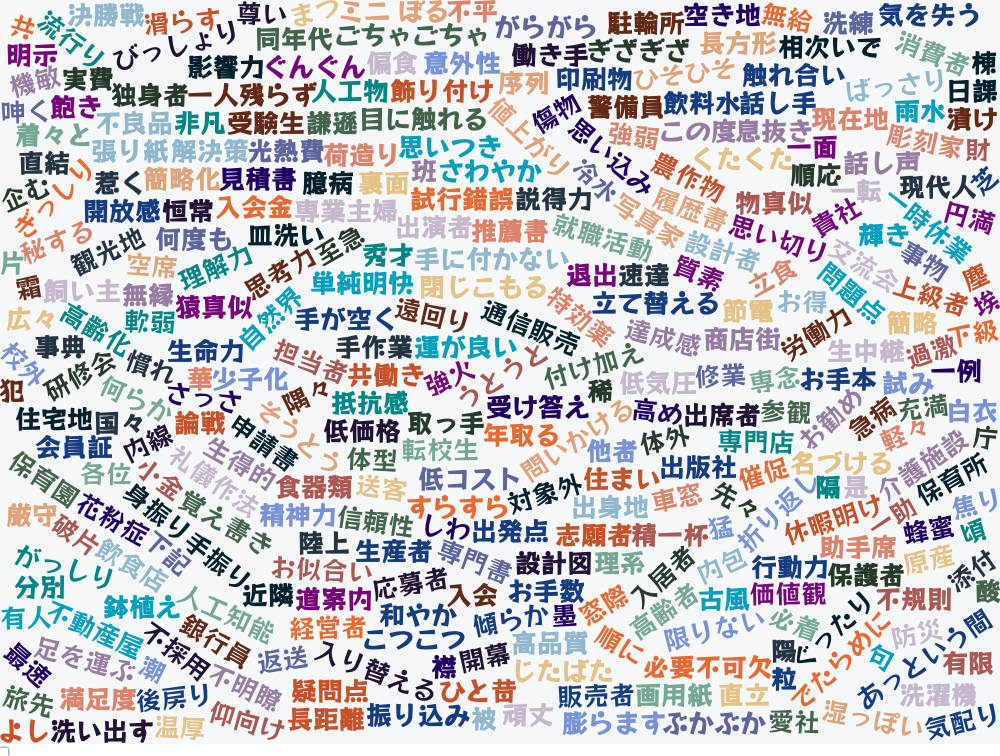 共
決勝戦
滑らす
尊い
まつ
ミニ
ぼる
不平
がらがら
駐輪所
空き地
無給
洗練
気を失う
流行り
びっしょり
同年代
ごちゃごちゃ
働き手
ぎざぎざ
長方形
相次いで
消費者
棟
明示
機敏
実費
影響力
ぐんぐん
偏食
意外性
序列
印刷物
ひそひそ
触れ合い
ばっさり
日課
呻く
飽き
独身者
一人残らず
人工物
飾り付け
値上がり
傷物
警備員
飲料水
話し手
現在地
雨水
漬け
着々と
不良品
非凡
受験生
謙遜
目に触れる
思い込み
強弱
この度
息抜き
一面
彫刻家
財
直結
張り紙
解決策
光熱費
荷造り
思いつき
班
さわやか
冷水
農作物
くたくた
順応
話し声
企む
ぎっしり
惹く
簡略化
見積書
臆病
裏面
試行錯誤
説得力
写真家
履歴書
物真似
一転
現代人
芝
開放感
恒常
入会金
専業主婦
出演者
推薦書
就職活動
設計者
思い切り
貴社
一時休業
円満
片
秘する
観光地
何度も
皿洗い
至急
秀才
手に付かない
輝き
事物
空席
理解力
思考力
単純明快
閉じこもる
退出
速達
質素
立食
交流会
問題点
上級者
塵
埃
霜
飼い主
無縁
猿真似
自然界
特効薬
立て替える
節電
お得
簡略
下級
広々
高齢化
軟弱
手が空く
遠回り
通信販売
達成感
商店街
労働力
生中継
過激
校外
事典
慣れ
生命力
担当者
手作業
運が良い
うとうと
付け加え
研修会
華
少子化
共働き
強火
稀
低気圧
修業
専念
お手本
試み
一例
犯
何らか
さっさ
隅々
抵抗感
受け答え
高め
出席者
参観
お勧め
急病
充満
白衣
住宅地
国々
論戦
そうとう
低価格
取っ手
年取る
問いかける
軽々
庁
会員証
内線
申請書
体型
転校生
他者
体外
専門店
介護施設
保育園
各位
小金
礼儀作法
生得的
食器類
送客
低コスト
対象外
住まい
出版社
催促
名づける
保育所
厳守
花粉症
身振り手振り
覚え書き
精神力
信頼性
すらすら
出身地
車窓
先々
折り返し
隔
是
焦り
破片
飲食店
下記
陸上
しわ
出発点
志願者
精一杯
猛
休暇明け
一助
蜂蜜
頃
がっしり
お似合い
生産者
専門書
設計図
理系
入居者
内包
行動力
助手席
原産
添付
分別
鉢植え
人工知能
近隣
道案内
応募者
入会
お手数
窓際
高齢者
古風
価値観
保護者
不規則
酸
有人
不動産屋
銀行員
経営者
和やか
傾らか
墨
順に
限りない
必着
ぐったり
でたらめに
防災
あっという間
最速
足を運ぶ
潮
不採用
不明瞭
返送
入り替える
こつこつ
襟
開幕
高品質
じたばた
必要不可欠
陽
粒
句
有限
旅先
満足度
後戻り
仰向け
疑問点
ひと昔
販売者
画用紙
直立
洗濯機
よし
洗い出す
温厚
長距離
振り込み
被
頑丈
膨らます
ぶかぶか
愛社
湿っぽい
気配り